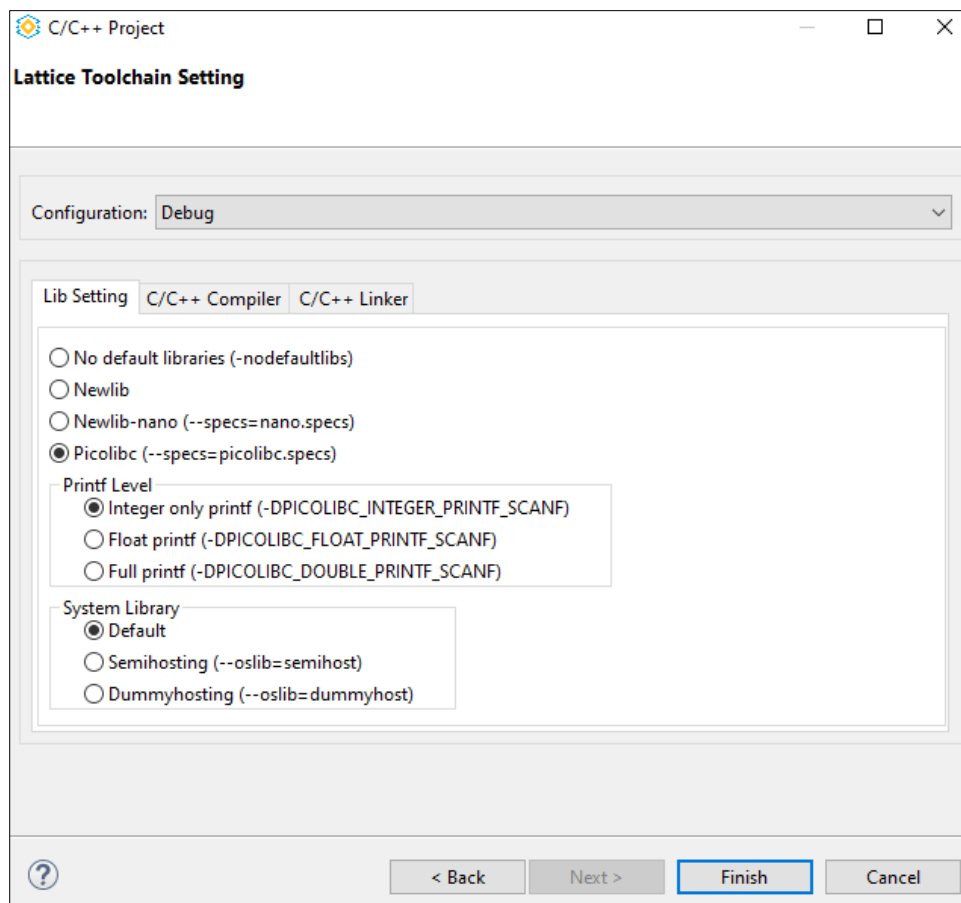 C/C++ Project
Lattice Toolchain Setting
Configuration: Debug
Lib Setting C/C++ Compiler C/C++ Linker
No default libraries (-nodefaultlibs)
Newlib
Newlib-nano (--specs=nano.specs)
Picolibc (--specs=picolibc.specs)
Printf Level
Integer only printf (-DPICOLIBC_INTEGER_PRINTF_SCANF)
Float printf (-DPICOLIBC_FLOAT_PRINTF_SCANF)
Full printf (-DPICOLIBC_DOUBLE_PRINTF_SCANF)
System Library
Default
Semihosting (--oslib=semihost)
Dummyhosting (--oslib=dummyhost)
? < Back Next > Finish Cancel